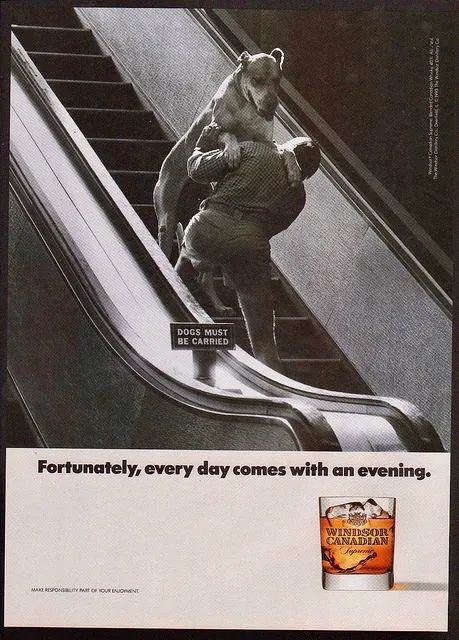 DOGS MUST
BE CARRIED
Fortunately, every day comes with an evening.
WINDSOR
CANADIAN
Supreme
MAKE RESPONSIBILITY PART OF YOUR ENJOYMENT.